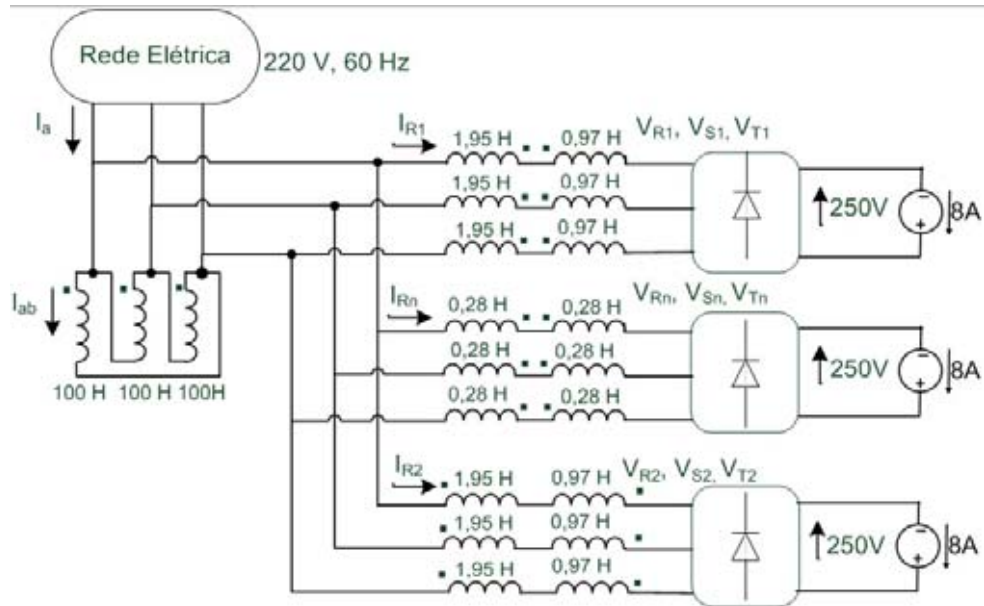 Rede Elétrica
220 V, 60 Hz
Ia
IR1
1,95 H 0,97 H
VR1, VS1, VT1
1,95 H 0,97 H
1,95 H 0,97 H
250V
8A
Iab
100 H 100 H 100H
IRn
0,28 H 0,28 H
VRn, VSn, VTn
0,28 H 0,28 H
0,28 H 0,28 H
250V
8A
IR2
1,95 H 0,97 H
VR2, VS2, VT2
1,95 H 0,97 H
1,95 H 0,97 H
250V
8A